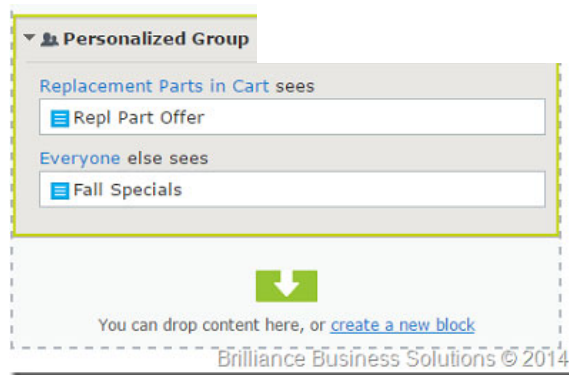 Personalized Group
Replacement Parts in Cart sees
Repl Part Offer
Everyone else sees
Fall Specials
You can drop content here, or create a new block
Brilliance Business Solutions © 2014